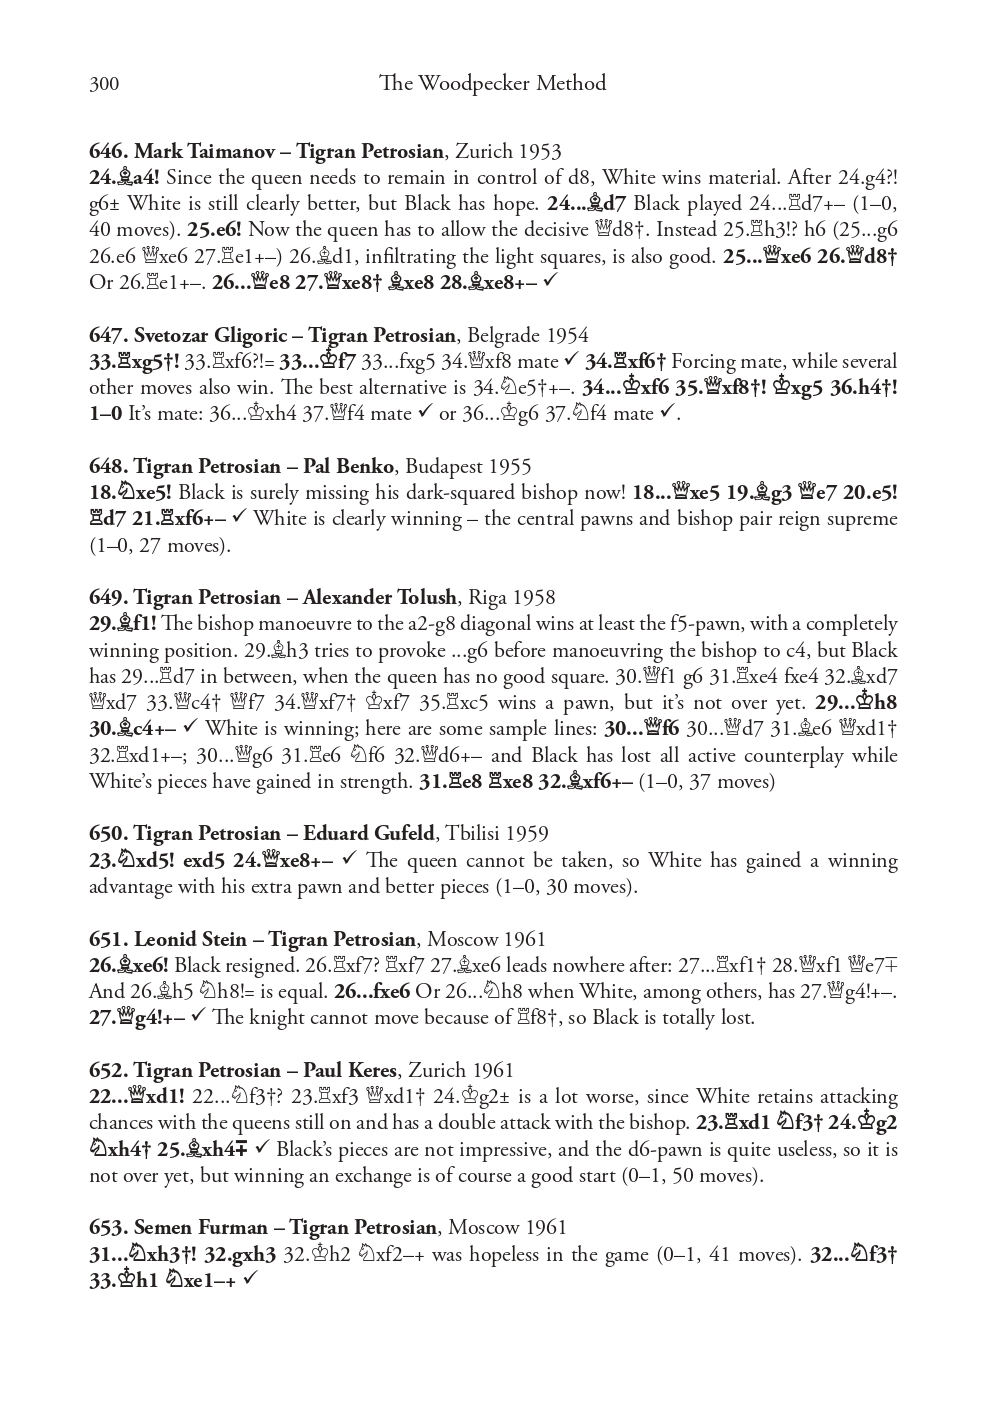 300
The Woodpecker Method
646. Mark Taimanov – Tigran Petrosian, Zurich 1953
24.♗a4! Since the queen needs to remain in control of d8, White wins material. After 24.g4?!
g6± White is still clearly better, but Black has hope. 24...♗d7 Black played 24...♖d7+– (1–0,
40 moves). 25.e6! Now the queen has to allow the decisive ♕d8†. Instead 25.♖h3!? h6 (25...g6
26.e6 ♕xe6 27.♖e1+–) 26.♗d1, infiltrating the light squares, is also good. 25...♕xe6 26.♕d8†
Or 26.♖e1+–. 26...♕e8 27.♕xe8† ♗xe8 28.♗xe8+– ✓
647. Svetozar Gligoric – Tigran Petrosian, Belgrade 1954
33.♖xg5†! 33.♖xf6?!= 33...♔f7 33...fxg5 34.♕xf8 mate ✓ 34.♖xf6† Forcing mate, while several
other moves also win. The best alternative is 34.♘e5†+–. 34...♔xf6 35.♕xf8†! ♔xg5 36.h4†!
1–0 It’s mate: 36...♔xh4 37.♕f4 mate ✓ or 36...♔g6 37.♘f4 mate ✓.
648. Tigran Petrosian – Pal Benko, Budapest 1955
18.♘xe5! Black is surely missing his dark-squared bishop now! 18...♕xe5 19.♗g3 ♕e7 20.e5!
♖d7 21.♖xf6+– ✓ White is clearly winning – the central pawns and bishop pair reign supreme
(1–0, 27 moves).
649. Tigran Petrosian – Alexander Tolush, Riga 1958
29.♗f1! The bishop manoeuvre to the a2-g8 diagonal wins at least the f5-pawn, with a completely
winning position. 29.♗h3 tries to provoke ...g6 before manoeuvring the bishop to c4, but Black
has 29...♖d7 in between, when the queen has no good square. 30.♕f1 g6 31.♖xe4 fxe4 32.♗xd7
♕xd7 33.♕c4† ♕f7 34.♕xf7† ♔xf7 35.♖xc5 wins a pawn, but it’s not over yet. 29...♔h8
30.♗c4+– ✓ White is winning; here are some sample lines: 30...♕f6 30...♕d7 31.♗e6 ♕xd1†
32.♖xd1+–; 30...♕g6 31.♖e6 ♘f6 32.♕d6+– and Black has lost all active counterplay while
White’s pieces have gained in strength. 31.♖e8 ♖xe8 32.♗xf6+– (1–0, 37 moves)
650. Tigran Petrosian – Eduard Gufeld, Tbilisi 1959
23.♘xd5! exd5 24.♕xe8+– ✓ The queen cannot be taken, so White has gained a winning
advantage with his extra pawn and better pieces (1–0, 30 moves).
651. Leonid Stein – Tigran Petrosian, Moscow 1961
26.♗xe6! Black resigned. 26.♖xf7? ♖xf7 27.♗xe6 leads nowhere after: 27...♖xf1† 28.♕xf1 ♕e7∓
And 26.♗h5 ♘h8!= is equal. 26...fxe6 Or 26...♘h8 when White, among others, has 27.♕g4!+–.
27.♕g4!+– ✓ The knight cannot move because of ♖f8†, so Black is totally lost.
652. Tigran Petrosian – Paul Keres, Zurich 1961
22...♕xd1! 22...♘f3†? 23.♖xf3 ♕xd1† 24.♔g2± is a lot worse, since White retains attacking
chances with the queens still on and has a double attack with the bishop. 23.♖xd1 ♘f3† 24.♔g2
♘xh4† 25.♗xh4∓ ✓ Black’s pieces are not impressive, and the d6-pawn is quite useless, so it is
not over yet, but winning an exchange is of course a good start (0–1, 50 moves).
653. Semen Furman – Tigran Petrosian, Moscow 1961
31...♘xh3†! 32.gxh3 32.♔h2 ♘xf2–+ was hopeless in the game (0–1, 41 moves). 32...♘f3†
33.♔h1 ♘xe1–+ ✓